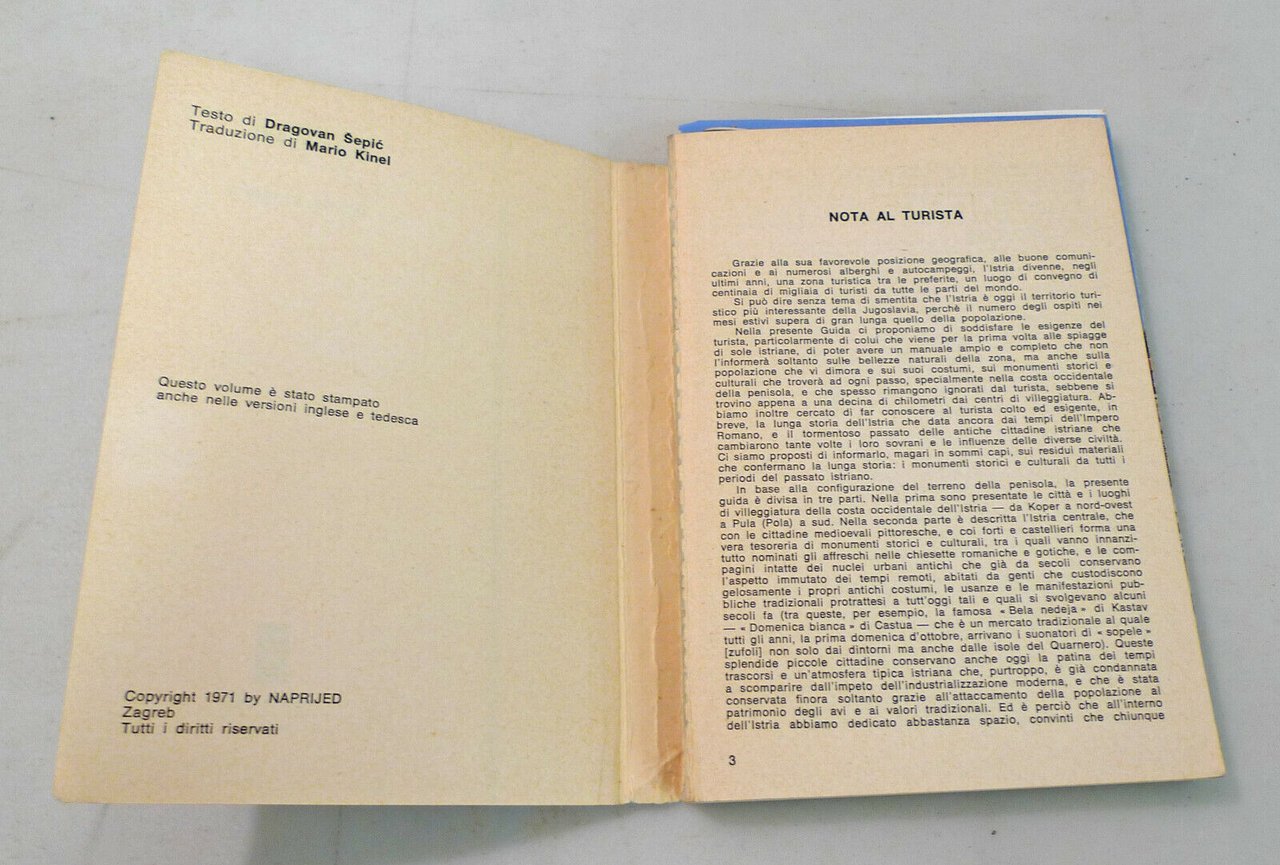 Testo di Dragovan Šepić
Traduzione di Mario Kinel
Questo volume è stato stampato
anche nelle versioni inglese e tedesca
Copyright 1971 by NAPRIJED
Zagreb
Tutti i diritti riservati
NOTA AL TURISTA
Grazie alla sua favorevole posizione geografica, alle buone comuni-
cazioni e ai numerosi alberghi e autocampeggi, l'Istria divenne, negli
ultimi anni, una zona turistica tra le preferite, un luogo di convegno di
centinaia di migliaia di turisti da tutte le parti del mondo.
Si può dire senza tema di smentita che l'Istria è oggi il territorio turi-
stico più interessante della Jugoslavia, perchè il numero degli ospiti nei
mesi estivi supera di gran lunga quello della popolazione.
Nella presente Guida ci proponiamo di soddisfare le esigenze del
turista, particolarmente di colui che viene per la prima volta alle spiagge
di sole istriane, di poter avere un manuale ampio e completo che non
l'informerà soltanto sulle bellezze naturali della zona, ma anche sulla
popolazione che vi dimora e sui suoi costumi, sui monumenti storici e
culturali che troverà ad ogni passo, specialmente nella costa occidentale
della penisola, e che spesso rimangono ignorati dal turista, sebbene si
trovino appena a una decina di chilometri dai centri di villeggiatura. Ab-
biamo inoltre cercato di far conoscere al turista colto ed esigente, in
breve, la lunga storia dell'Istria che data ancora dai tempi dell'Impero
Romano, e il tormentoso passato delle antiche cittadine istriane che
cambiarono tante volte i loro sovrani e le influenze delle diverse civiltà.
Ci siamo proposti di informarlo, magari in sommi capi, sui residui materiali
che confermano la lunga storia: i monumenti storici e culturali da tutti i
periodi del passato istriano.
In base alla configurazione del terreno della penisola, la presente
guida è divisa in tre parti. Nella prima sono presentate le città e i luoghi
di villeggiatura della costa occidentale dell'Istria — da Koper a nord-ovest
a Pula (Pola) a sud. Nella seconda parte è descritta l'Istria centrale, che
con le cittadine medioevali pittoresche, e coi forti e castellieri forma una
vera tesoreria di monumenti storici e culturali, tra i quali vanno innanzi-
tutto nominati gli affreschi nelle chiesette romaniche e gotiche, e le com-
pagini intatte dei nuclei urbani antichi che già da secoli conservano
l'aspetto immutato dei tempi remoti, abitati da genti che custodiscono
gelosamente i propri antichi costumi, le usanze e le manifestazioni pub-
bliche tradizionali protrattesi a tutt'oggi tali e quali si svolgevano alcuni
secoli fa (tra queste, per esempio, la famosa « Bela nedeja » di Kastav
— « Domenica bianca » di Castua — che è un mercato tradizionale al quale
tutti gli anni, la prima domenica d'ottobre, arrivano i suonatori di « sopele »
[zufoli] non solo dai dintorni ma anche dalle isole del Quarnero). Queste
splendide piccole cittadine conservano anche oggi la patina dei tempi
trascorsi e un'atmosfera tipica istriana che, purtroppo, è già condannata
a scomparire dall'impeto dell'industrializzazione moderna, e che è stata
conservata finora soltanto grazie all'attaccamento della popolazione al
patrimonio degli avi e ai valori tradizionali. Ed è perciò che all'interno
dell'Istria abbiamo dedicato abbastanza spazio, convinti che chiunque
3